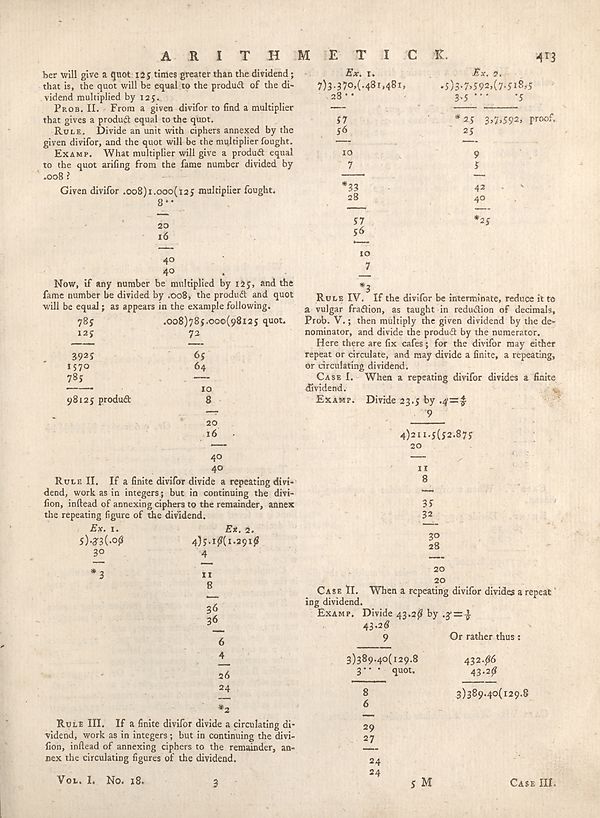 ARITHMETICK. 413
ber will give a quot 125 times greater than the dividend;
that is, the quot will be equal to the product of the di-
vidend multiplied by 125.
PROB. II. From a given divisor to find a multiplier
that gives a product equal to the quot.
RULE. Divide an unit with ciphers annexed by the
given divisor, and the quot will be the multiplier sought.
EXAMP. What multiplier will give a product equal
to the quot arising from the same number divided by
.008?
Given divisor .008)1.000(125 multiplier sought.
8··
20
16
40
40
Now, if any number be multiplied by 125, and the
same number be divided by .008, the product and quot
will be equal; as appears in the example following.
785 .008)785.000(98125 quot.
125 72
3925 65
1570 64
785
10
98125 product 8
20
16
40
40
RULE II. If a finite divisor divide a repeating divi-
dend, work as in integers; but in continuing the divi-
sion, instead of annexing ciphers to the remainder, annex
the repeating figure of the dividend.
Ex. 1. Ex. 2.
5).3̸3(.06̸ 4)5.16̸(1.2916̸
30 4
*3 11
8
36
36
6
4
26
24
*2
RULE III. If a finite divisor divide a circulating di-
vidend, work as in integers; but in continuing the divi-
sion, instead of annexing ciphers to the remainder, an-
nex the circulating figures of the dividend.
Ex. 1. Ex. 2.
7)3.370,(.481,481, .5)3.7,592,(7.518,5
28·· 3.5 ··· ·5
57 *25 3,7,592, proof.
56 25
10 9
7 5
*33 42
28 40
57 *25
56
10
7
*3
RULE IV. If the divisor be interminate, reduce it to
a vulgar fraction, as taught in reduction of decimals,
Prob. V.; then multiply the given dividend by the de-
nominator, and divide the product by the numerator.
Here there are six cases; for the divisor may either
repeat or circulate, and may divide a finite, a repeating,
or circulating dividend.
CASE I. When a repeating divisor divides a finite
dividend.
EXAMP. Divide 23.5 by .4̸=4/9
9
4)211.5(52.875
20
11
8
35
32
30
28
20
20
CASE II. When a repeating divisor divides a repeat
ing dividend.
EXAMP. Divide 43.26̸ by .3̸=
43.26̸
9 Or rather thus:
3)389.40(129.8 432.6̸6
3·· · quot. 43.26̸
8 3)389.40(129.8
6
29
27
24
24
VOL. I. No. 18. 3 5 M CASE III.